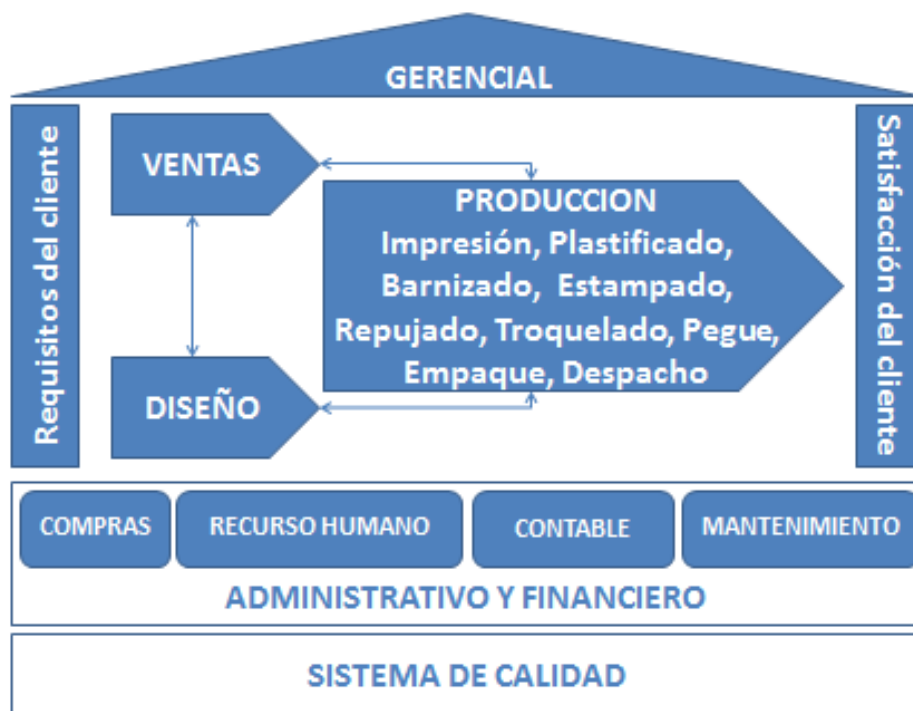 GERENCIAL
Requisitos del cliente
VENTAS
DISEÑO
PRODUCCION
Impresión, Plastificado,
Barnizado, Estampado,
Repujado, Troquelado, Pegue,
Empaque, Despacho
Satisfacción del cliente
COMPRAS
RECURSO HUMANO
CONTABLE
MANTENIMIENTO
ADMINISTRATIVO Y FINANCIERO
SISTEMA DE CALIDAD